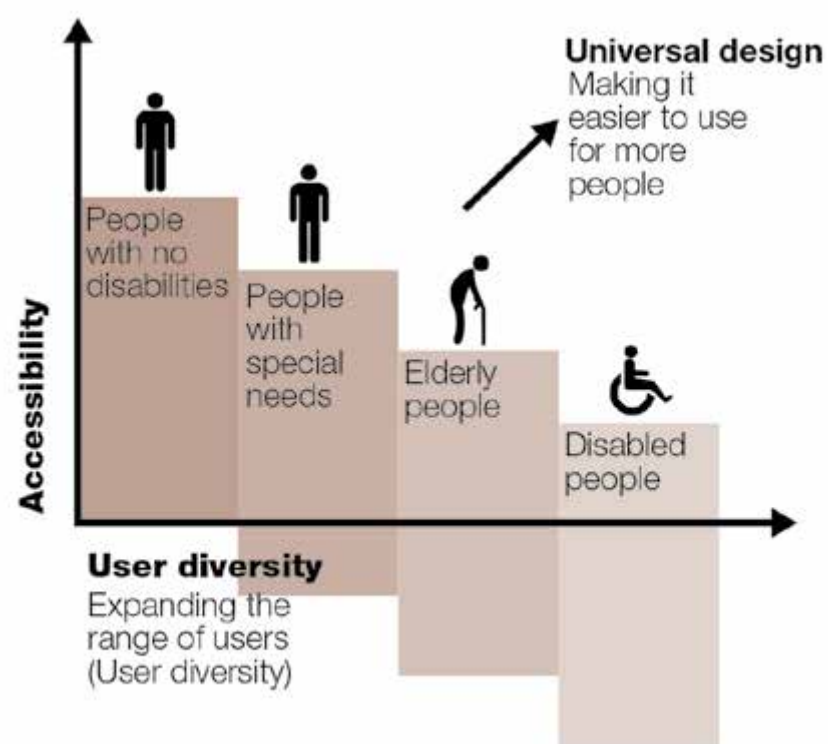 Universal design
Making it
easier to use
for more
people
People
with no
disabilities
People
with
special
needs
Elderly
people
Disabled
people
Accessibility
User diversity
Expanding the
range of users
(User diversity)